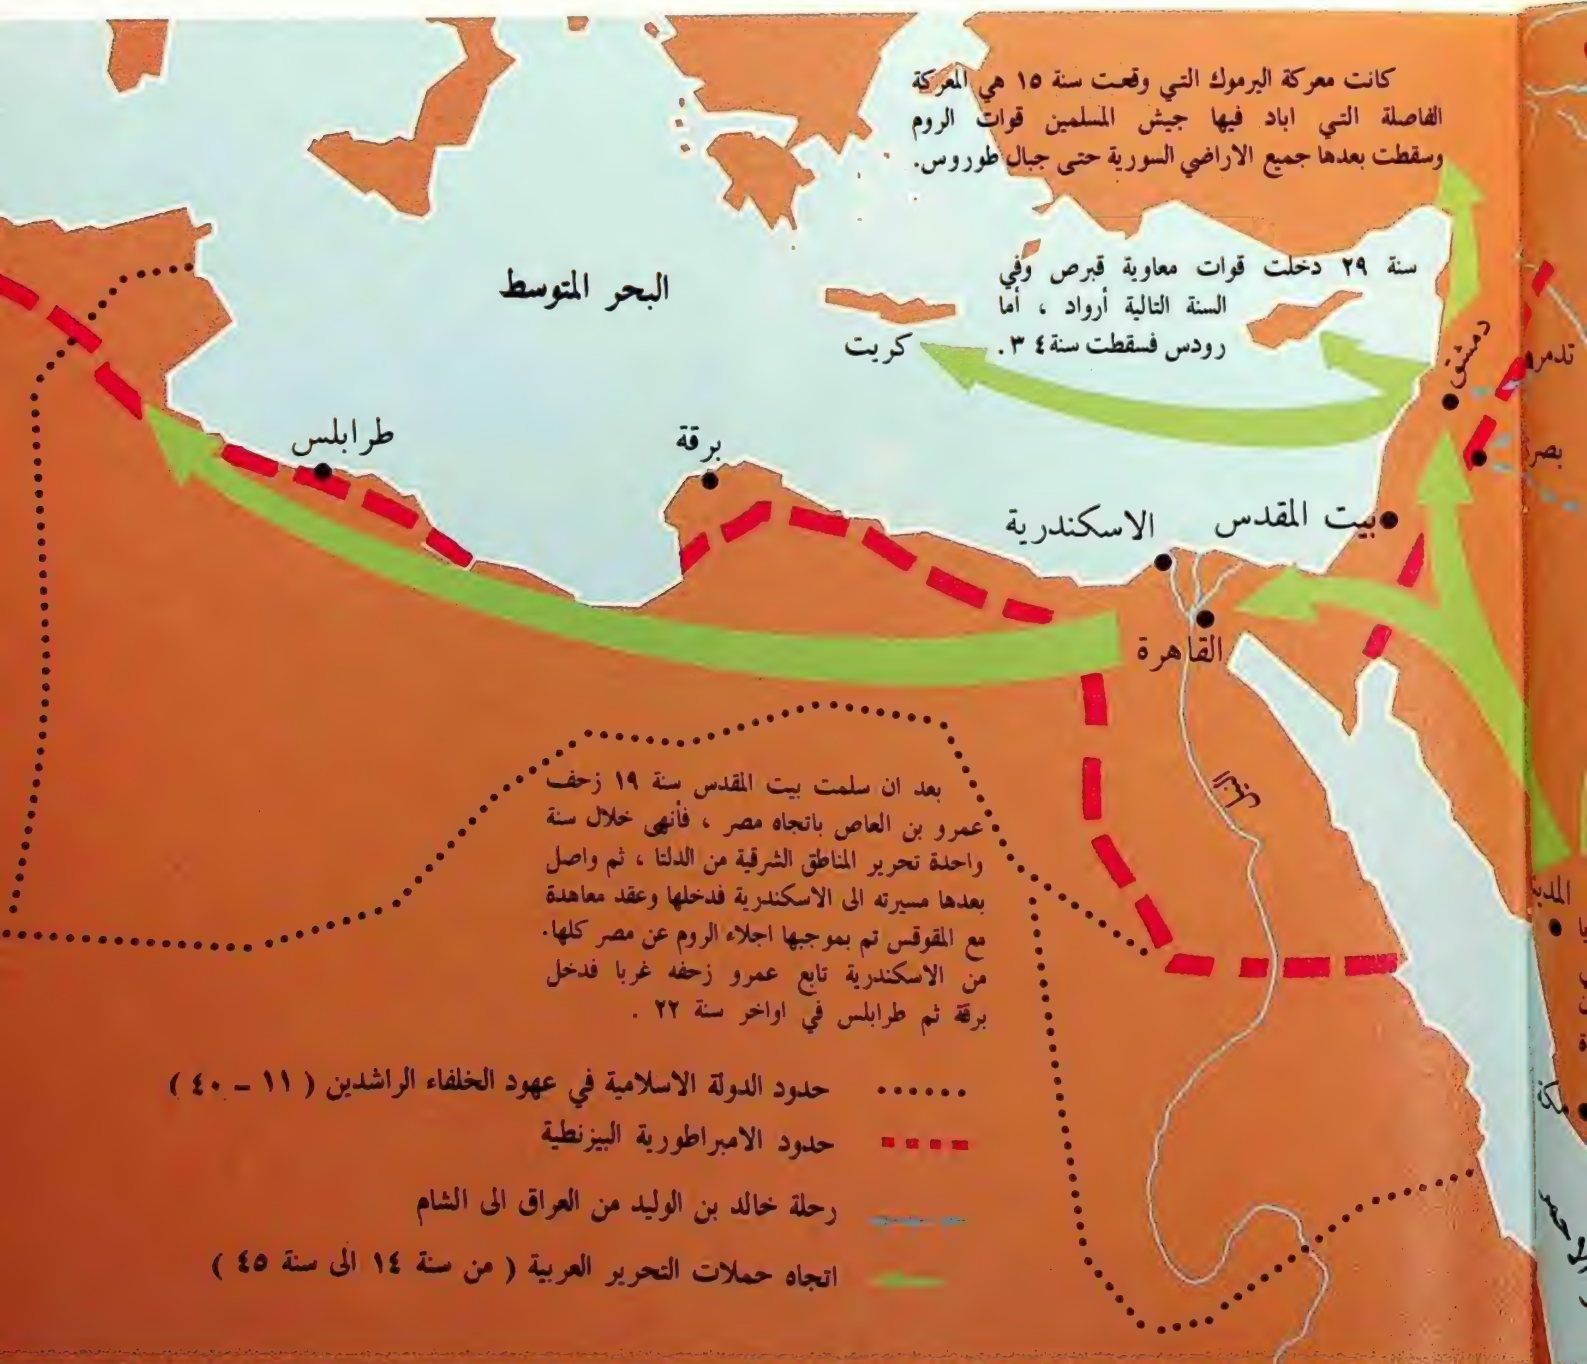 كانت معركة اليرموك التي وقعت سنة ١٥ هي المعركة
الفاصلة التي اباد فيها جيش المسلمين قوات الروم
وسقطت بعدها جميع الاراضي السورية حتى جبال طوروس.
سنة ٢٩ دخلت قوات معاوية قبرص وفي
السنة التالية أرواد ، أما
رودس فسقطت سنة ٣٤.
البحر المتوسط
كريت
دمشق
تدمر
بصر
طرابلس
برقة
الاسكندرية
بيت المقدس
القاهرة
المدين
مكة
بعد ان سلمت بيت المقدس سنة ١٩ زحف
عمرو بن العاص باتجاه مصر ، فأنهى خلال سنة
واحدة تحرير المناطق الشرقية من الدلتا ، ثم واصل
بعدها مسيرته الى الاسكندرية فدخلها وعقد معاهدة
مع المقوقس تم بموجبها اجلاء الروم عن مصر كلها.
من الاسكندرية تابع عمرو زحفه غربا فدخل
برقة ثم طرابلس في اواخر سنة ٢٢ .
حدود الدولة الاسلامية في عهود الخلفاء الراشدين ( ١١ – ٤٠ )
حدود الامبراطورية البيزنطية
رحلة خالد بن الوليد من العراق الى الشام
اتجاه حملات التحرير العربية ( من سنة ١٤ الى سنة ٤٥ )